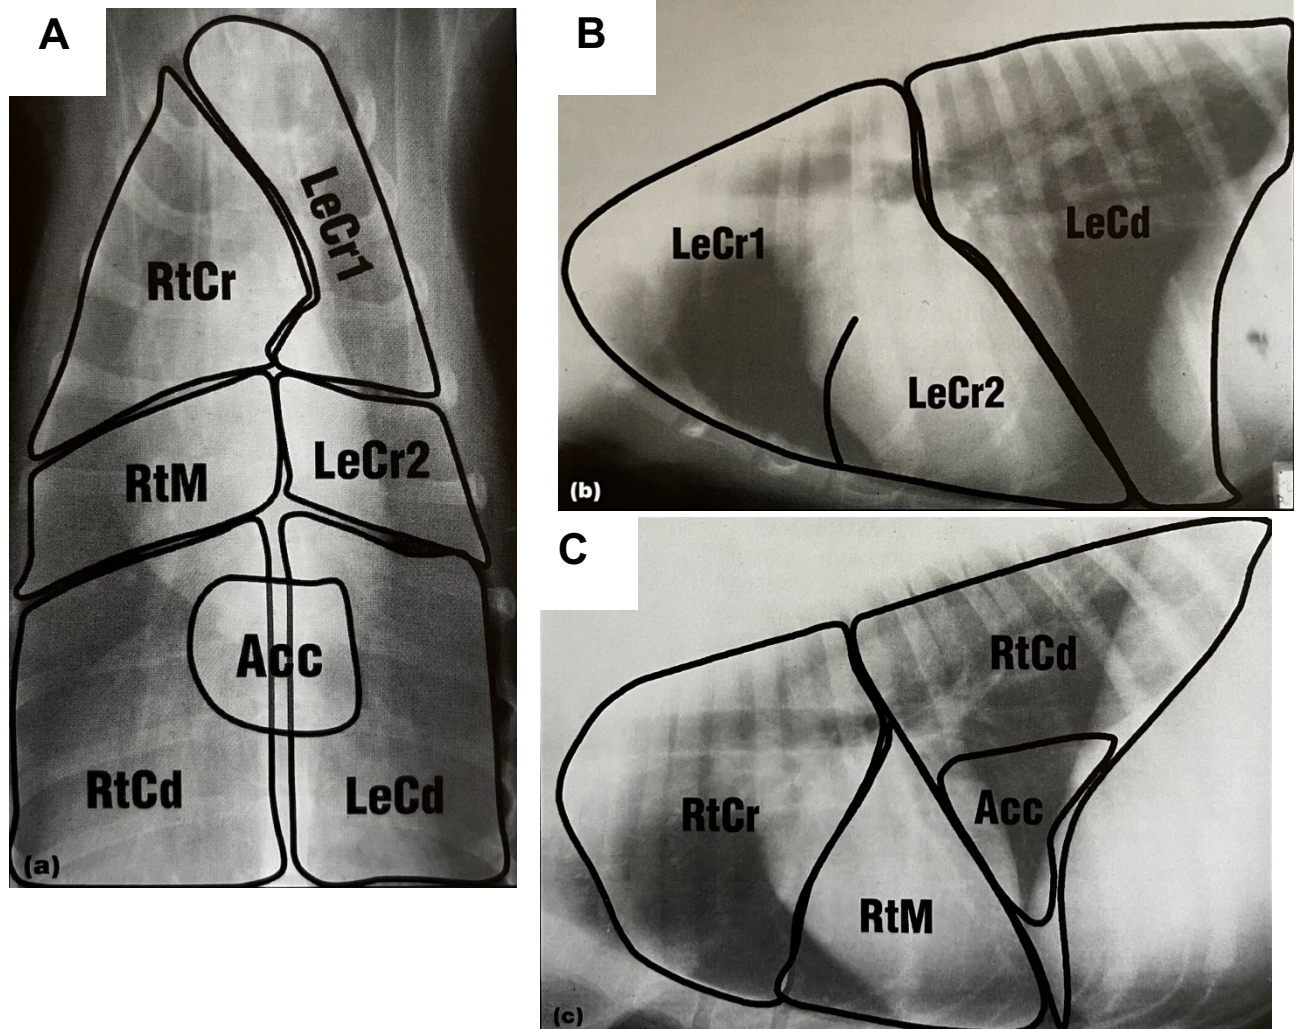 A
LeCr1
RtCr
RtM
LeCr2
Acc
RtCd
LeCd
(a)
B
LeCr1
LeCd
LeCr2
(b)
C
RtCd
RtCr
Acc
RtM
(c)